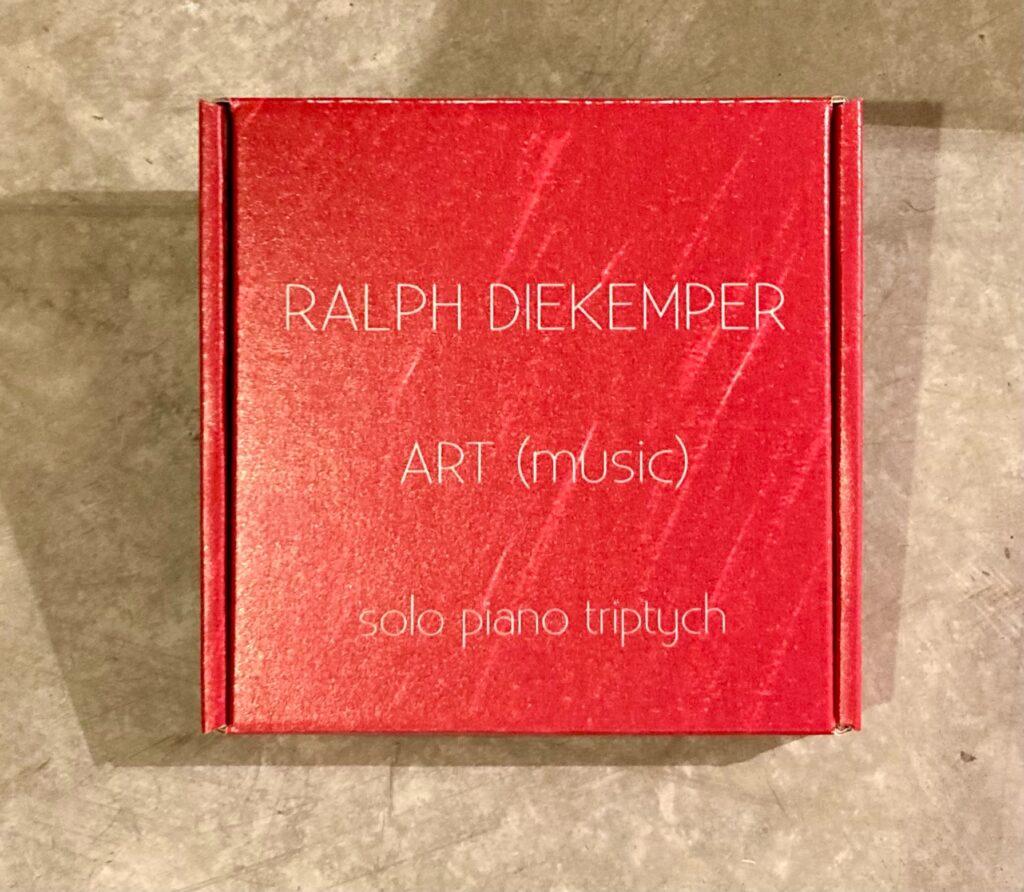 RALPH DIEKEMPER
ART (music)
solo piano triptych